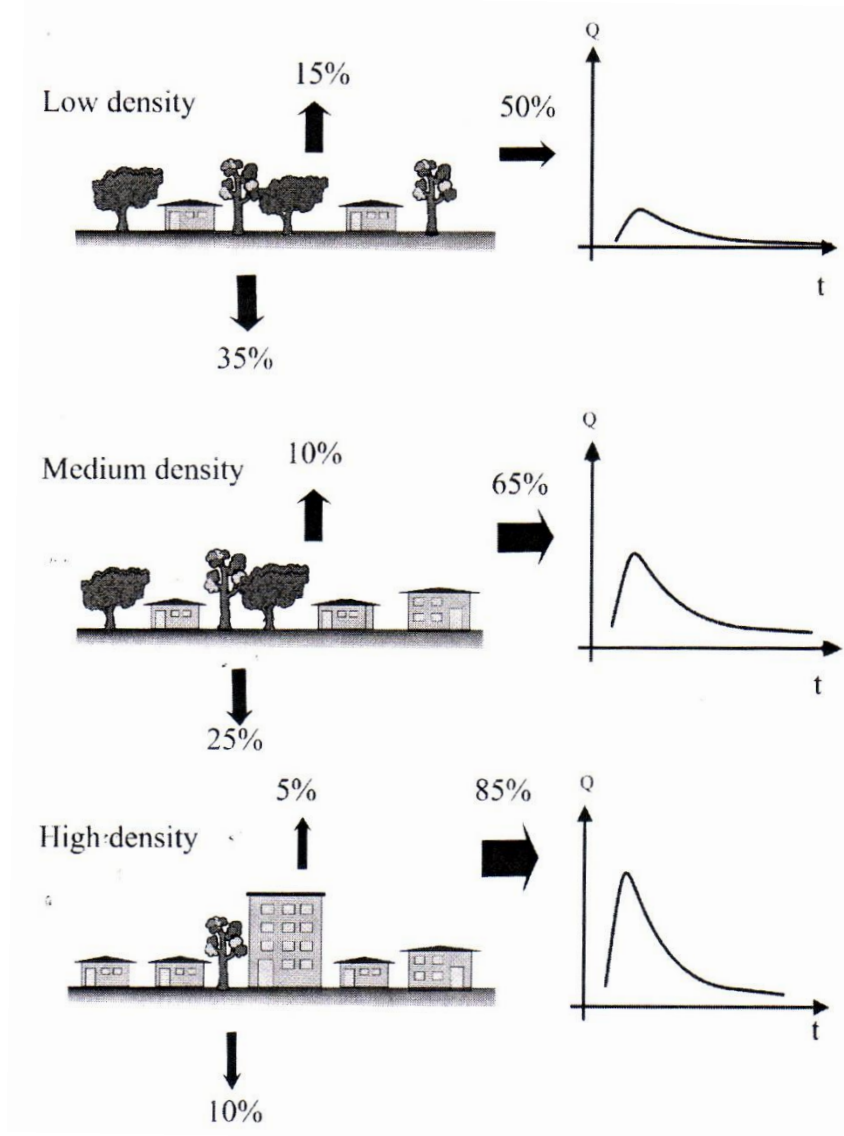 Q
15%
Low density
50%
t
35%
Q
10%
Medium density
65%
t
25%
Q
5%
85%
High density
t
10%